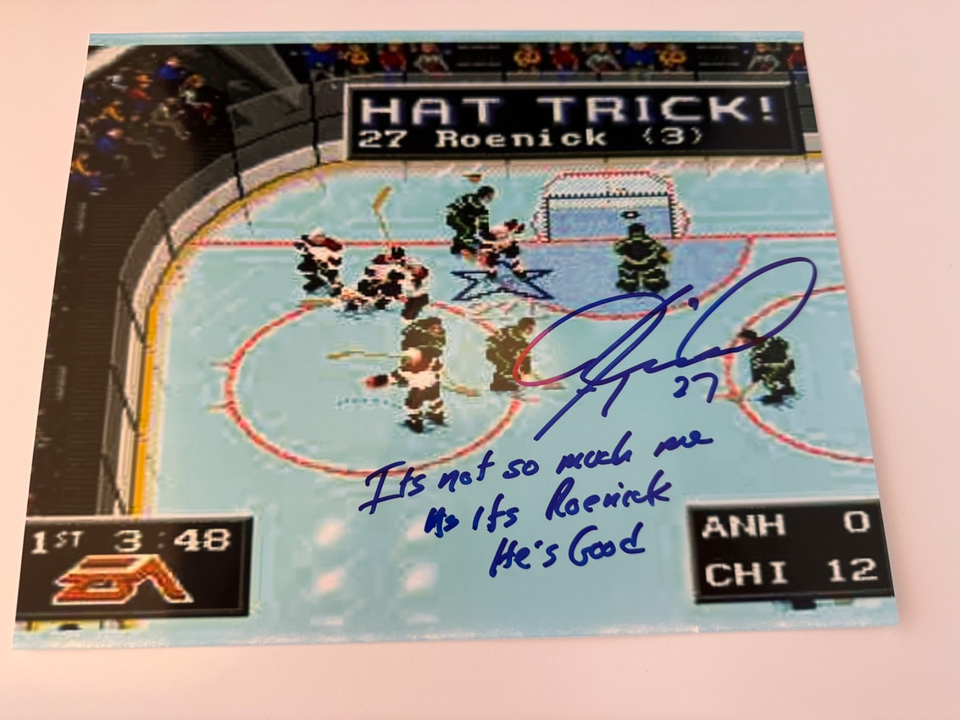 HAT TRICK!
27 Roenick (3)
27
Its not so much me
As Its Roenick
He's Good
1ST 3:48
EA
ANH 0
CHI 12